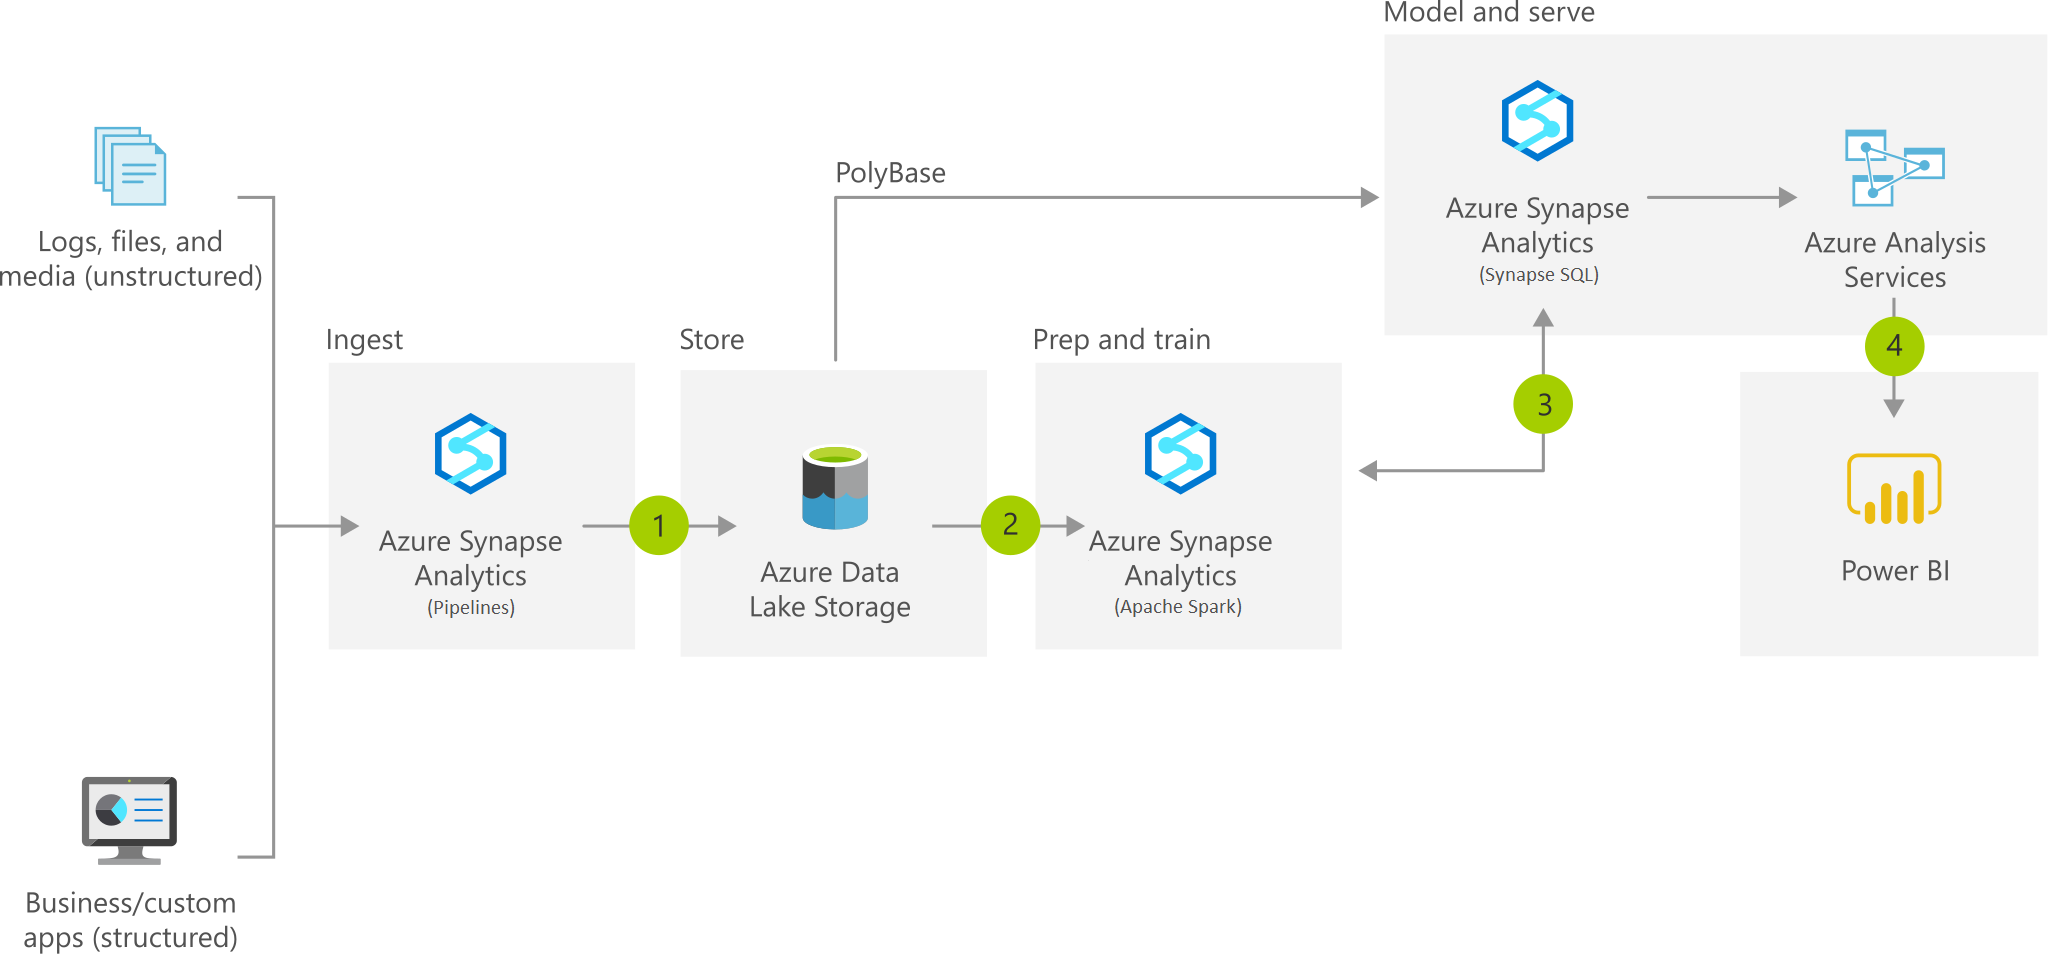 Model and serve
Azure Synapse
Analytics
(Synapse SQL)
Azure Analysis
Services
PolyBase
Logs, files, and
media (unstructured)
Ingest
Azure Synapse
Analytics
(Pipelines)
1
Store
Azure Data
Lake Storage
2
Prep and train
Azure Synapse
Analytics
(Apache Spark)
3
4
Power BI
Business/custom
apps (structured)